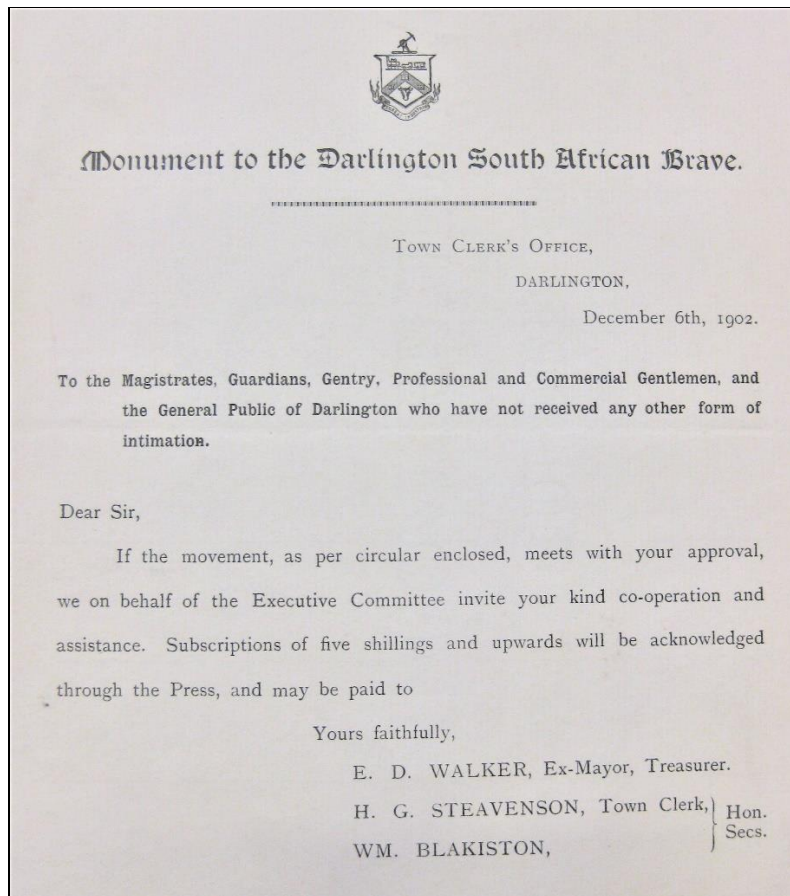 Monument to the Darlington South African Brave.
Town Clerk's Office,
DARLINGTON,
December 6th, 1902.
To the Magistrates, Guardians, Gentry, Professional and Commercial Gentlemen, and
the General Public of Darlington who have not received any other form of
intimation.
Dear Sir,
If the movement, as per circular enclosed, meets with your approval,
we on behalf of the Executive Committee invite your kind co-operation and
assistance. Subscriptions of five shillings and upwards will be acknowledged
through the Press, and may be paid to
Yours faithfully,
E. D. WALKER, Ex-Mayor, Treasurer.
H. G. STEAVENSON, Town Clerk, } Hon.
Secs.
WM. BLAKISTON,